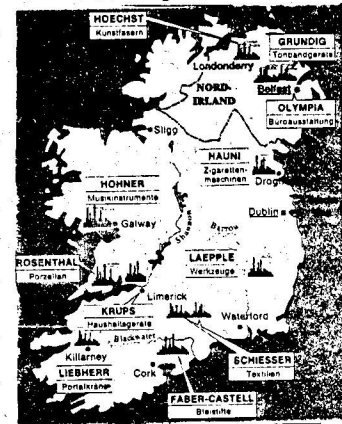 HOECHST
Kunstfasern
GRUNDIG
Tonbandgeräte
Londonderry
NORD-
IRLAND
Belfast
OLYMPIA
Büroausstattung
Sligo
HAUNI
Zigaretten-
maschinen
Drogh
HOHNER
Musikinstrumente
Galway
Dublin
Shannon
Barrow
ROSENTHAL
Porzellan
LAEPPLE
Werkzeuge
KRUPS
Haushaltsgeräte
Limerick
Waterford
Blackwater
Killarney
LIEBHERR
Portalkräne
Cork
SCHIESSER
Textilien
FABER-CASTELL
Bleistifte